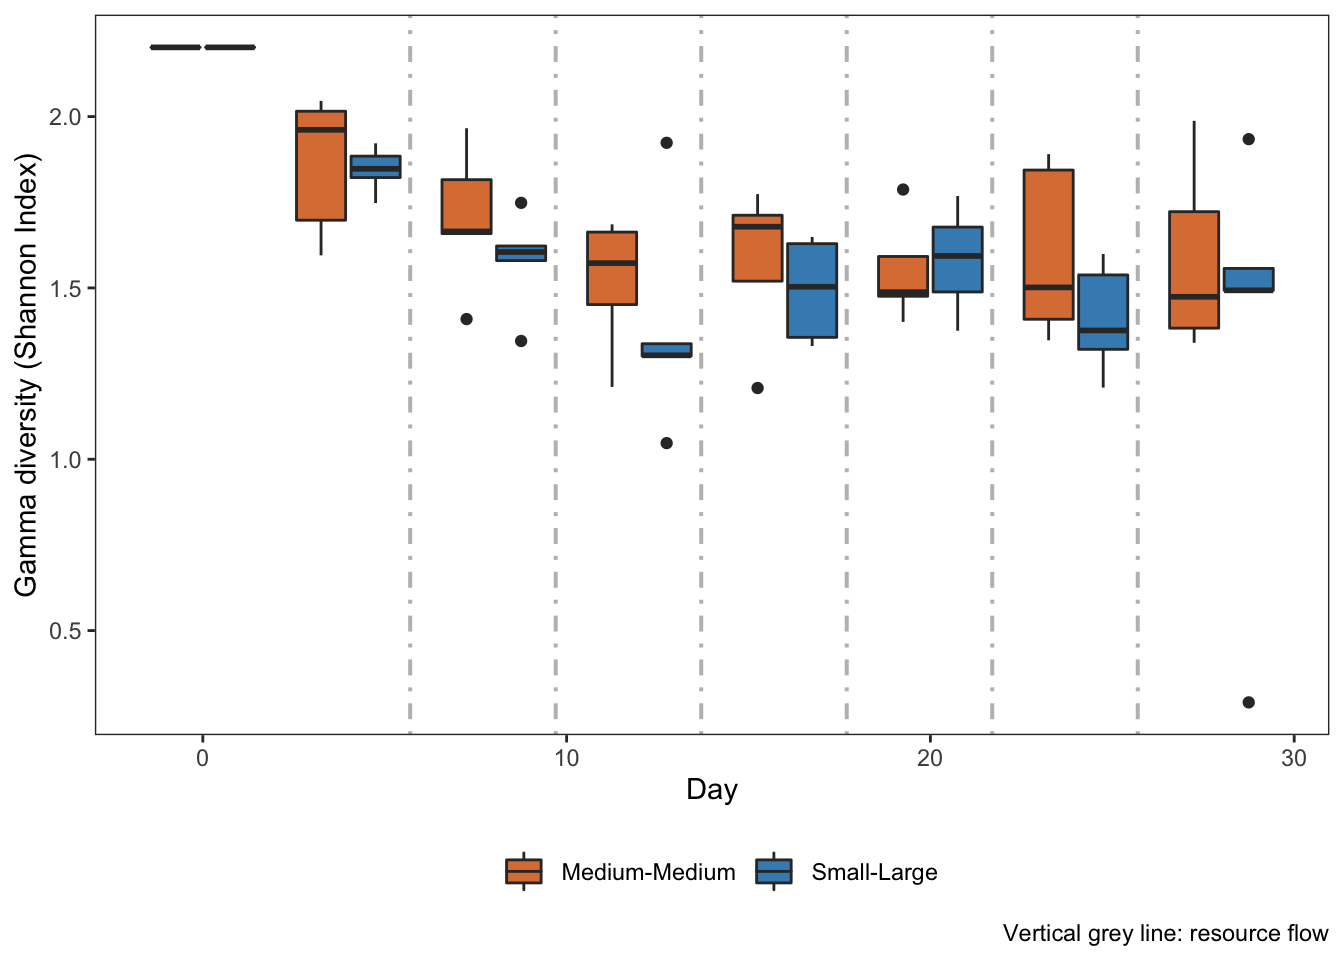 Gamma diversity (Shannon Index)
2.0
1.5
1.0
0.5
0 10 20 30
Day
Medium-Medium Small-Large
Vertical grey line: resource flow